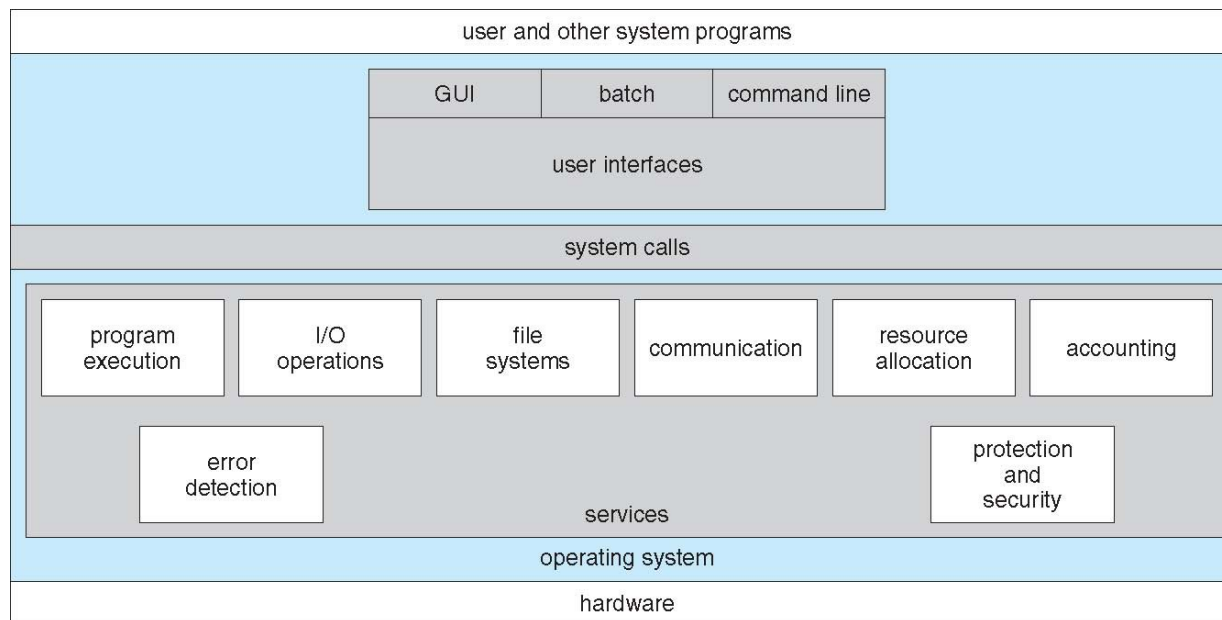 user and other system programs
GUI
batch
command line
user interfaces
system calls
program
execution
I/O
operations
file
systems
communication
resource
allocation
accounting
error
detection
protection
and
security
services
operating system
hardware